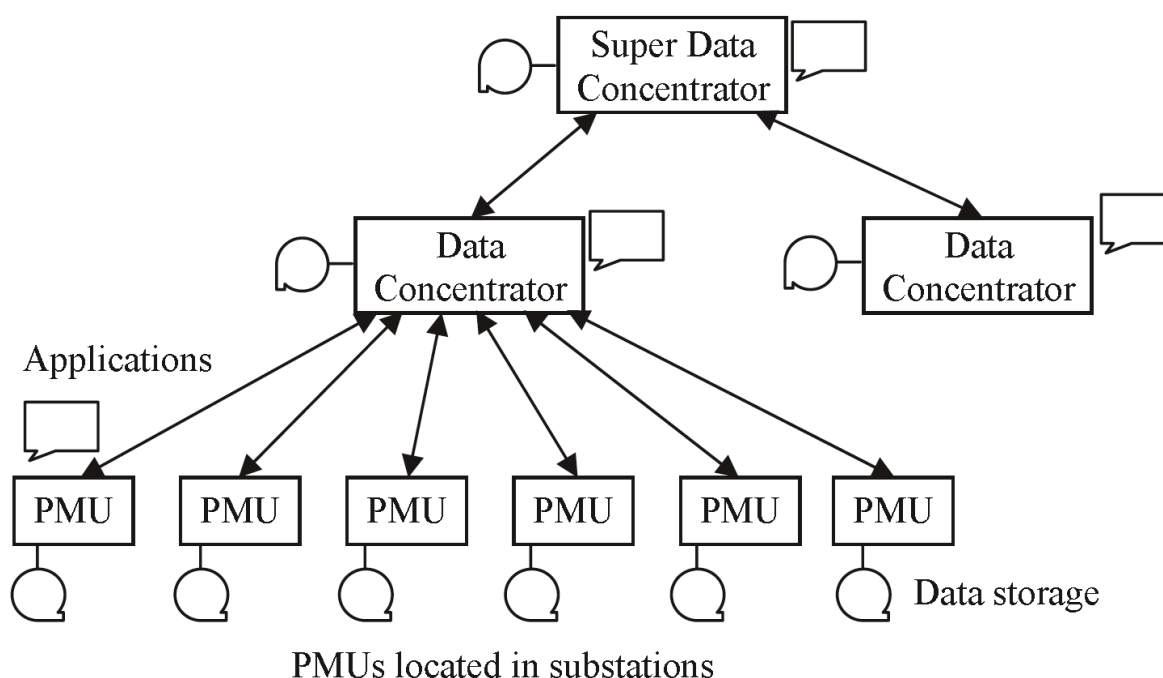 Super Data
Concentrator
Data
Concentrator
Data
Concentrator
Applications
PMU
PMU
PMU
PMU
PMU
PMU
Data storage
PMUs located in substations